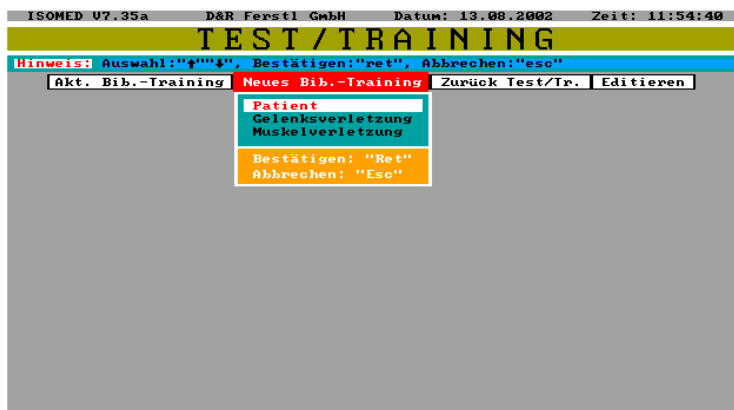 ISOMED V7.35a D&R Ferstl GmbH Datum: 13.08.2002 Zeit: 11:54:40
TEST/TRAINING
Hinweis: Auswahl:"↑""↓", Bestätigen:"ret", Abbrechen:"esc"
Akt. Bib.-Training Neues Bib.-Training Zurück Test/Tr. Editieren
Patient
Gelenksverletzung
Muskelverletzung
Bestätigen: "Ret"
Abbrechen: "Esc"